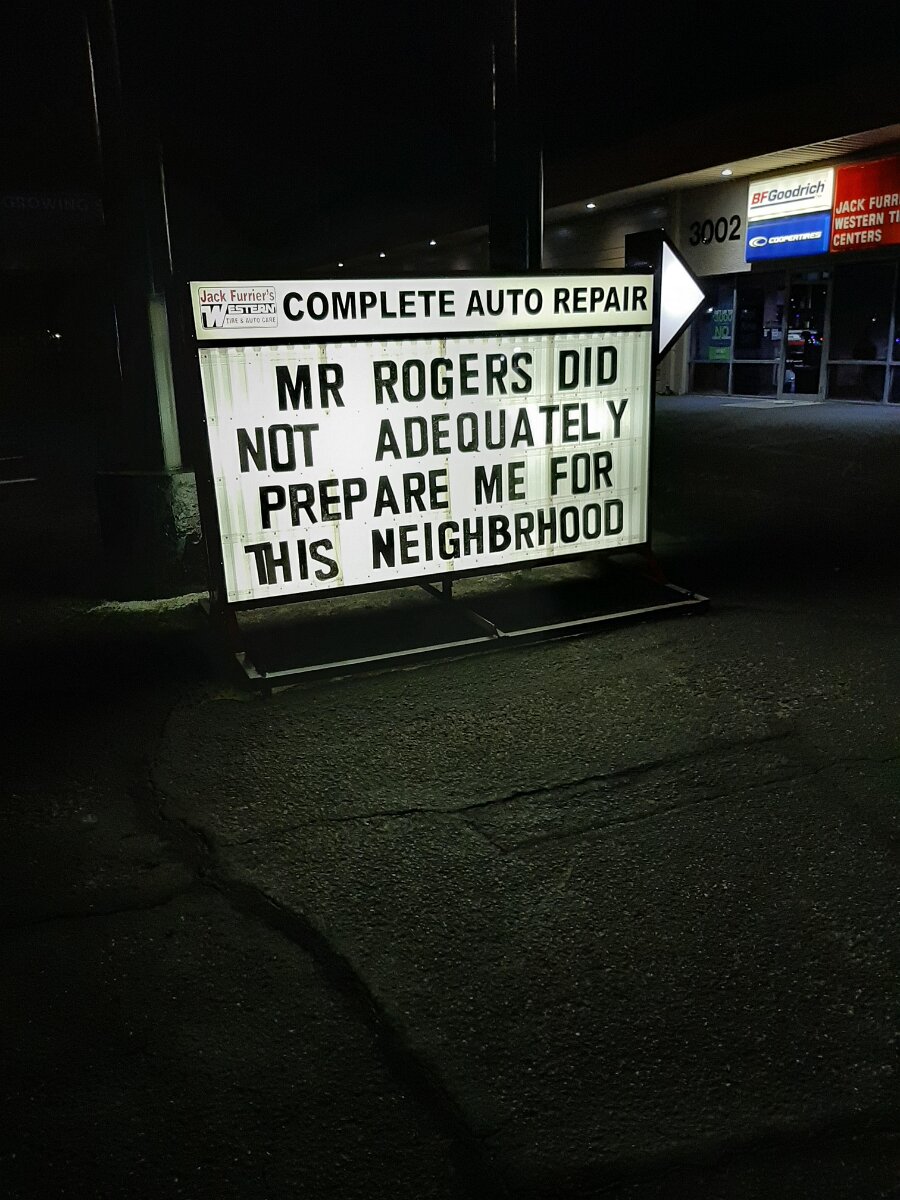 Jack Furrier's
WESTERN
TIRE & AUTO CARE
COMPLETE AUTO REPAIR
MR ROGERS DID
NOT ADEQUATELY
PREPARE ME FOR
THIS NEIGHBRHOOD
3002
BFGoodrich
COOPERTIRES
JACK FURR
WESTERN TI
CENTERS